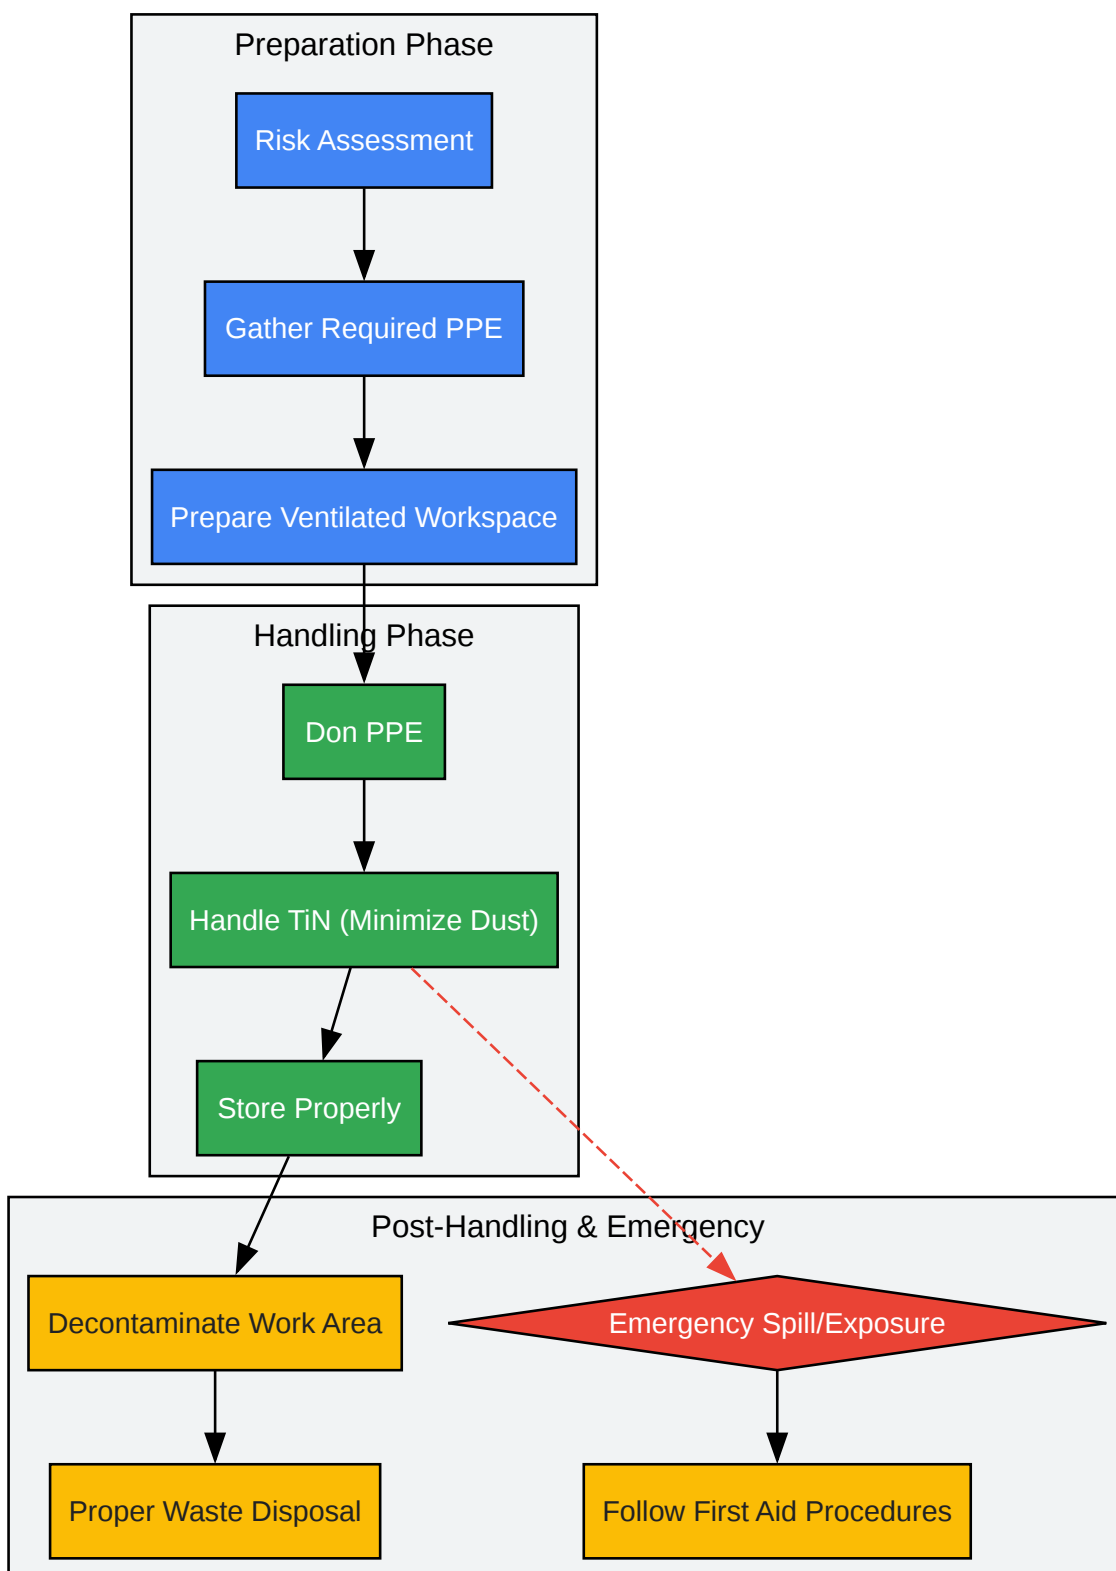 Preparation Phase
Risk Assessment
Gather Required PPE
Prepare Ventilated Workspace
Handling Phase
Don PPE
Handle TiN (Minimize Dust)
Store Properly
Post-Handling & Emergency
Decontaminate Work Area
Emergency Spill/Exposure
Proper Waste Disposal
Follow First Aid Procedures